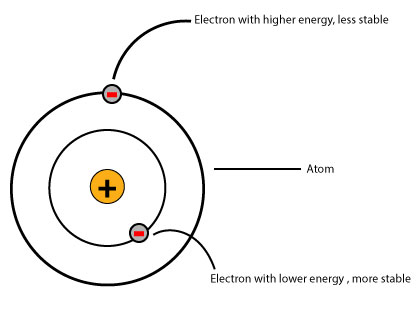 Electron with higher energy, less stable
Atom
Electron with lower energy , more stable